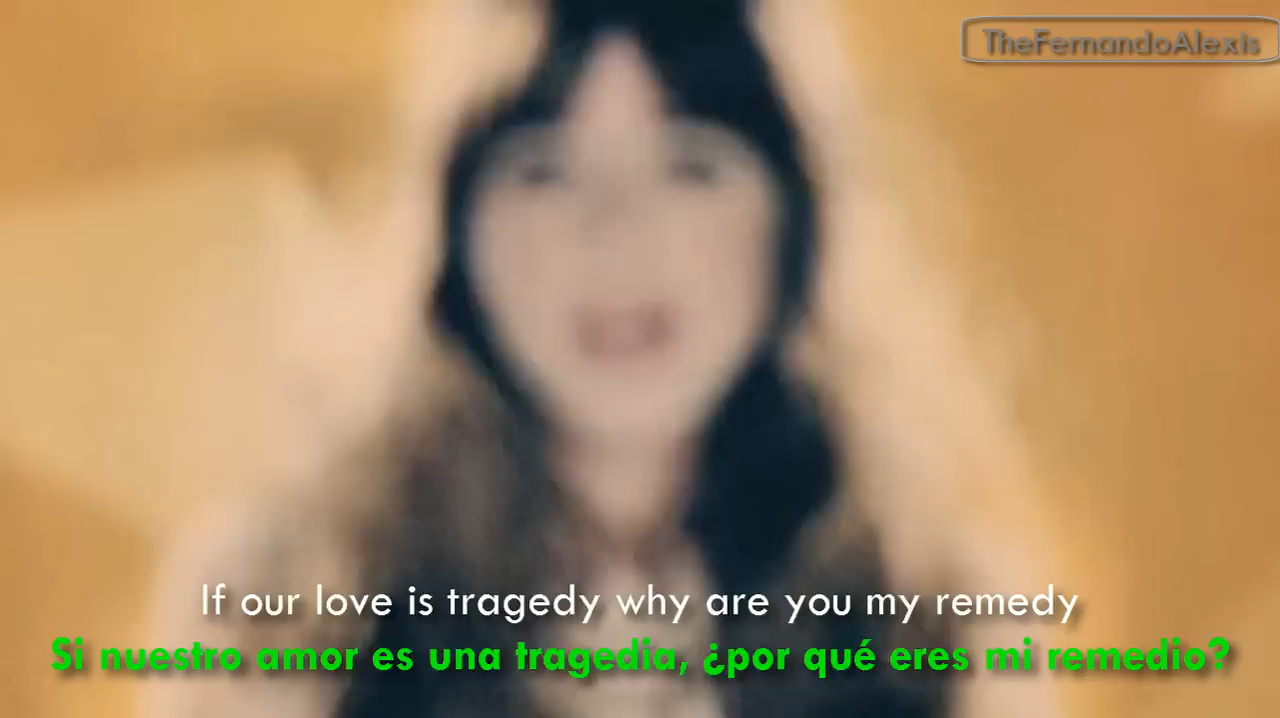 TheFernandoAlexis
If our love is tragedy why are you my remedy
Si nuestro amor es una tragedia, ¿por qué eres mi remedio?